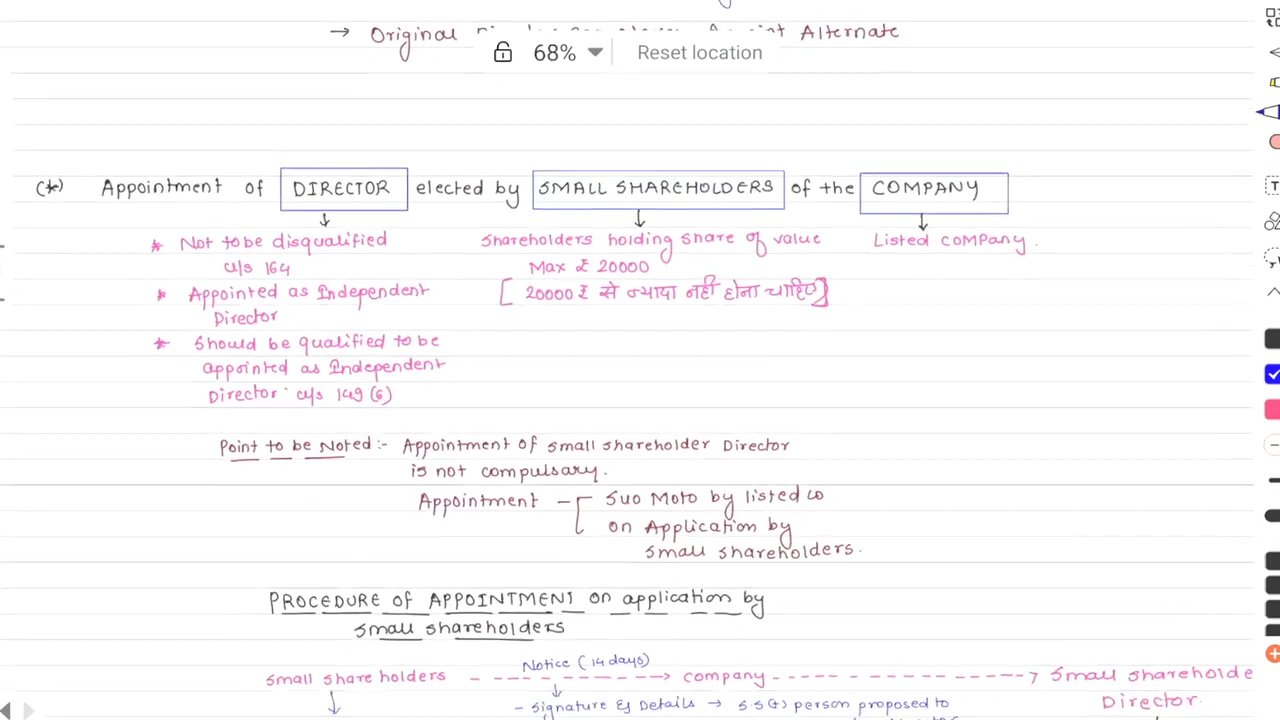 → Original Alternate
68% Reset location
(*) Appointment of DIRECTOR elected by SMALL SHAREHOLDERS of the COMPANY
* Not to be disqualified u/s 164
Shareholders holding share of value Max ₹ 20000
Listed company.
[20000₹ से ज्यादा नहीं होना चाहिए]
* Appointed as Independent
Director
* Should be qualified to be
appointed as Independent
Director u/s 149 (6)
Point to be Noted:- Appointment of small shareholder Director
is not compulsary.
Appointment - Suo Moto by listed co
on Application by
small shareholders.
PROCEDURE of APPOINTMENT on application by
small shareholders
Notice (14 days)
small share holders → company → Small shareholde
Director.
- Signature & Details → S.S(+) person proposed to